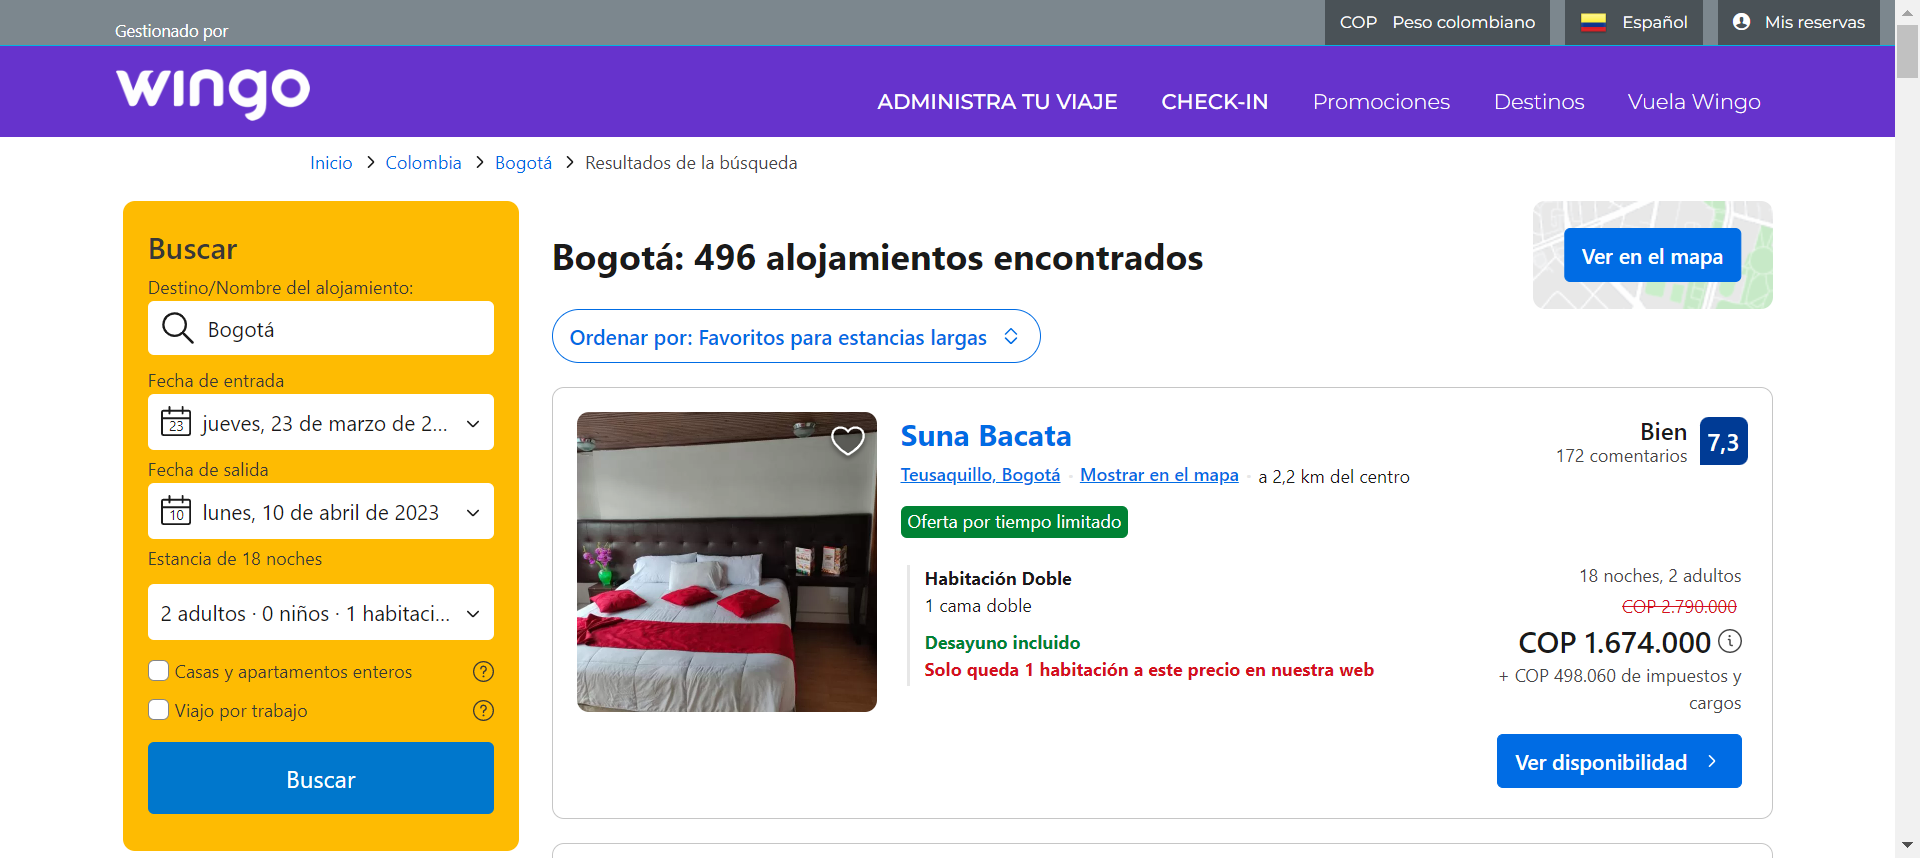 Gestionado por
COP Peso colombiano
Español
Mis reservas
wingo
ADMINISTRA TU VIAJE
CHECK-IN
Promociones
Destinos
Vuela Wingo
Inicio > Colombia > Bogotá > Resultados de la búsqueda
Buscar
Destino/Nombre del alojamiento:
Bogotá
Fecha de entrada
23
jueves, 23 de marzo de 2...
Fecha de salida
10
lunes, 10 de abril de 2023
Estancia de 18 noches
2 adultos · 0 niños · 1 habitaci...
Casas y apartamentos enteros
Viajo por trabajo
Buscar
Bogotá: 496 alojamientos encontrados
Ver en el mapa
Ordenar por: Favoritos para estancias largas
Suna Bacata
Teusaquillo, Bogotá · Mostrar en el mapa · a 2,2 km del centro
Oferta por tiempo limitado
Bien
172 comentarios
7,3
Habitación Doble
1 cama doble
Desayuno incluido
Solo queda 1 habitación a este precio en nuestra web
18 noches, 2 adultos
COP 2.790.000
COP 1.674.000
+ COP 498.060 de impuestos y
cargos
Ver disponibilidad